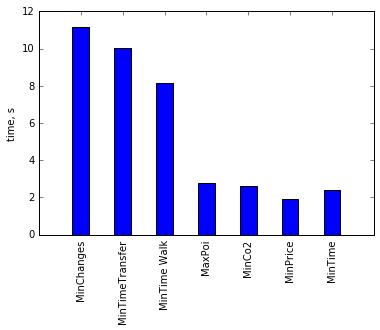 12
10
8
6
4
2
0
time, s
MinChanges
MinTimeTransfer
MinTime Walk
MaxPoi
MinCo2
MinPrice
MinTime